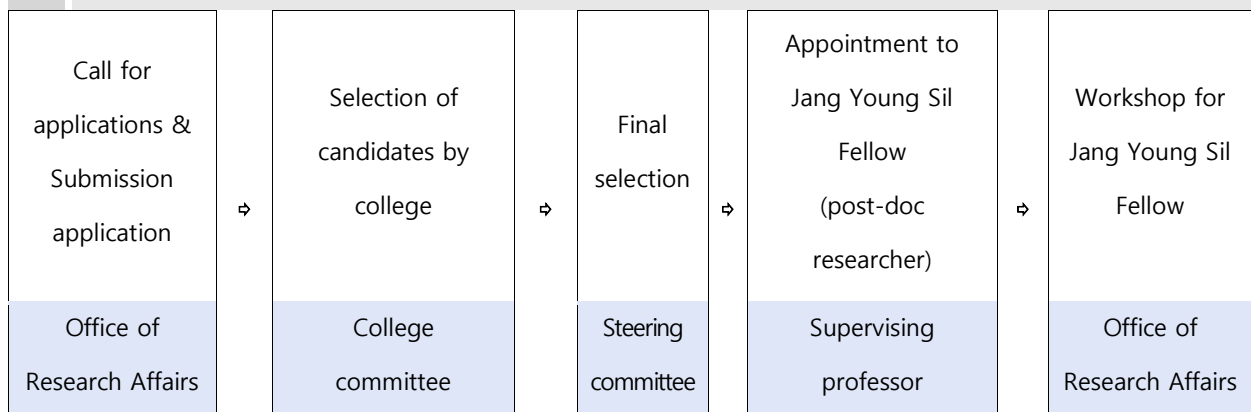 Call for
applications &
Submission
application
⇨
Selection of
candidates by
college
⇨
Final
selection
⇨
Appointment to
Jang Young Sil
Fellow
(post-doc
researcher)
⇨
Workshop for
Jang Young Sil
Fellow
Office of
Research Affairs
College
committee
Steering
committee
Supervising
professor
Office of
Research Affairs